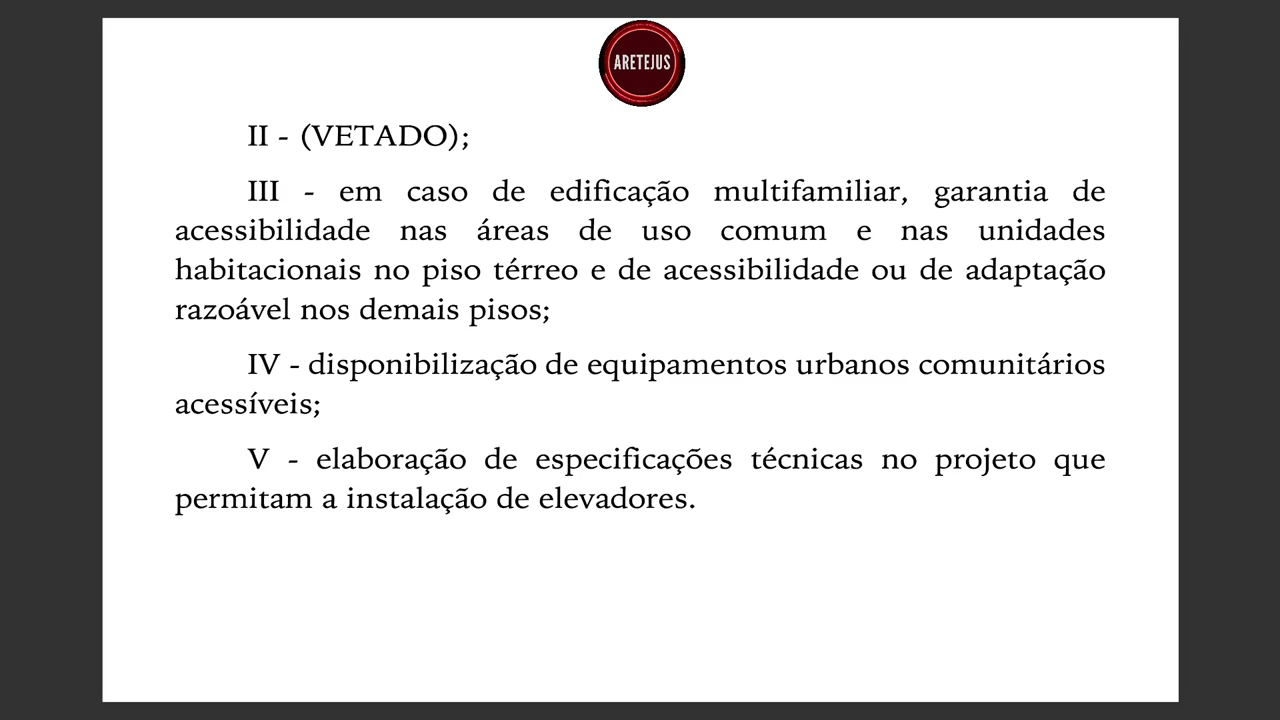 ARETEJUS
II - (VETADO);
III - em caso de edificação multifamiliar, garantia de
acessibilidade nas áreas de uso comum e nas unidades
habitacionais no piso térreo e de acessibilidade ou de adaptação
razoável nos demais pisos;
IV - disponibilização de equipamentos urbanos comunitários
acessíveis;
V - elaboração de especificações técnicas no projeto que
permitam a instalação de elevadores.